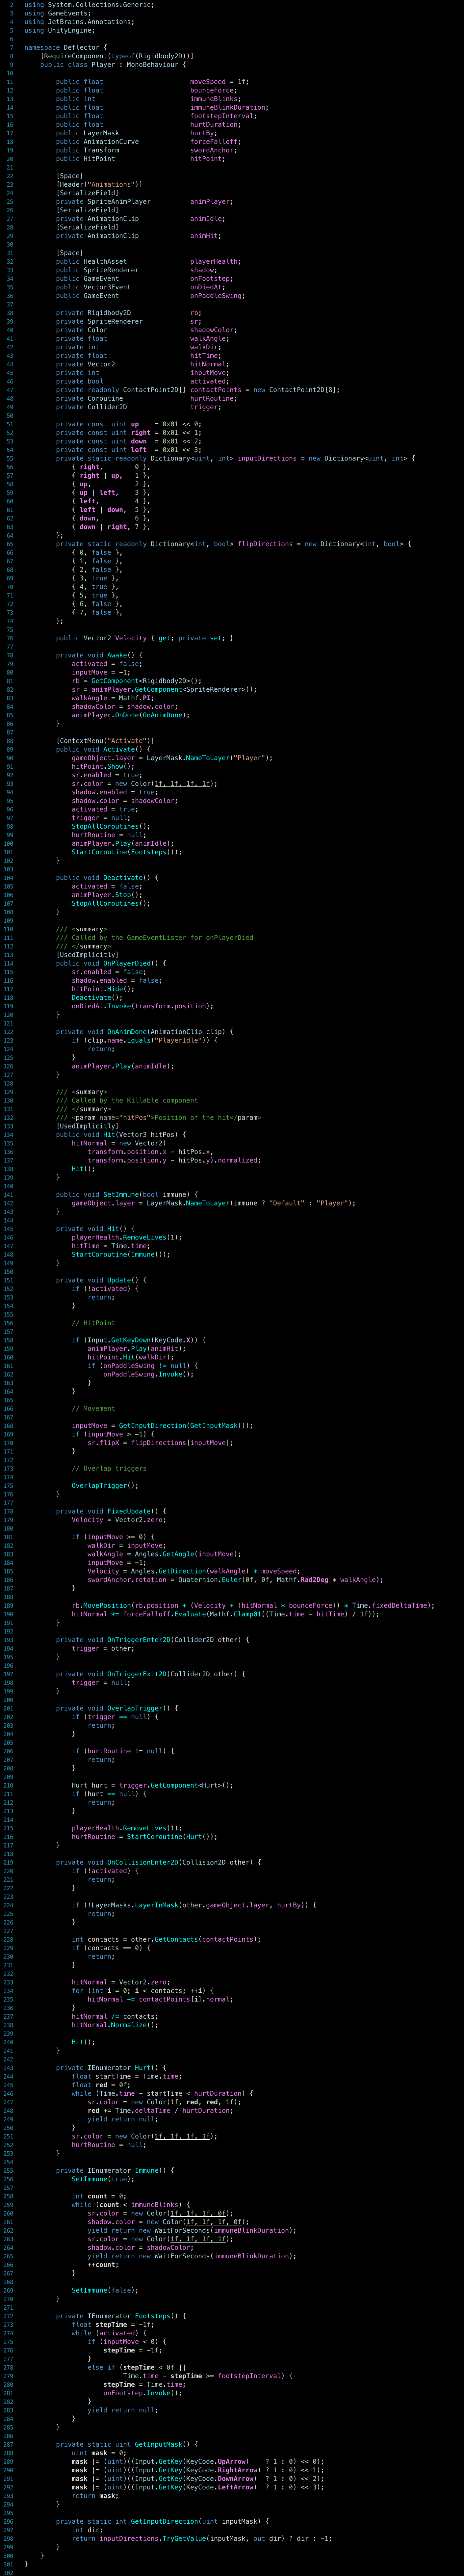 2 using System.Collections.Generic;
3 using GameEvents;
4 using JetBrains.Annotations;
5 using UnityEngine;
6
7 namespace Deflector {
8 [RequireComponent(typeof(Rigidbody2D))]
9 public class Player : MonoBehaviour {
10
11 public float moveSpeed = 1f;
12 public float bounceForce;
13 public int immuneBlinks;
14 public float immuneBlinkDuration;
15 public float footstepInterval;
16 public float hurtDuration;
17 public LayerMask hurtBy;
18 public AnimationCurve forceFalloff;
19 public Transform swordAnchor;
20 public HitPoint hitPoint;
21
22 [Space]
23 [Header("Animations")]
24 [SerializeField]
25 private SpriteAnimPlayer animPlayer;
26 [SerializeField]
27 private AnimationClip animIdle;
28 [SerializeField]
29 private AnimationClip animHit;
30
31 [Space]
32 public HealthAsset playerHealth;
33 public SpriteRenderer shadow;
34 public GameEvent onFootstep;
35 public Vector3Event onDiedAt;
36 public GameEvent onPaddleSwing;
37
38 private Rigidbody2D rb;
39 private SpriteRenderer sr;
40 private Color shadowColor;
41 private float walkAngle;
42 private int walkDir;
43 private float hitTime;
44 private Vector2 hitNormal;
45 private int inputMove;
46 private bool activated;
47 private readonly ContactPoint2D[] contactPoints = new ContactPoint2D[8];
48 private Coroutine hurtRoutine;
49 private Collider2D trigger;
50
51 private const uint up = 0x01 << 0;
52 private const uint right = 0x01 << 1;
53 private const uint down = 0x01 << 2;
54 private const uint left = 0x01 << 3;
55 private static readonly Dictionary<uint, int> inputDirections = new Dictionary<uint, int> {
56 { right, 0 },
57 { right | up, 1 },
58 { up, 2 },
59 { up | left, 3 },
60 { left, 4 },
61 { left | down, 5 },
62 { down, 6 },
63 { down | right, 7 },
64 };
65 private static readonly Dictionary<int, bool> flipDirections = new Dictionary<int, bool> {
66 { 0, false },
67 { 1, false },
68 { 2, false },
69 { 3, true },
70 { 4, true },
71 { 5, true },
72 { 6, false },
73 { 7, false },
74 };
75
76 public Vector2 Velocity { get; private set; }
77
78 private void Awake() {
79 activated = false;
80 inputMove = -1;
81 rb = GetComponent<Rigidbody2D>();
82 sr = animPlayer.GetComponent<SpriteRenderer>();
83 walkAngle = Mathf.PI;
84 shadowColor = shadow.color;
85 animPlayer.OnDone(OnAnimDone);
86 }
87
88 [ContextMenu("Activate")]
89 public void Activate() {
90 gameObject.layer = LayerMask.NameToLayer("Player");
91 hitPoint.Show();
92 sr.enabled = true;
93 sr.color = new Color(1f, 1f, 1f, 1f);
94 shadow.enabled = true;
95 shadow.color = shadowColor;
96 activated = true;
97 trigger = null;
98 StopAllCoroutines();
99 hurtRoutine = null;
100 animPlayer.Play(animIdle);
101 StartCoroutine(Footsteps());
102 }
103
104 public void Deactivate() {
105 activated = false;
106 animPlayer.Stop();
107 StopAllCoroutines();
108 }
109
110 /// <summary>
111 /// Called by the GameEventLister for onPlayerDied
112 /// </summary>
113 [UsedImplicitly]
114 public void OnPlayerDied() {
115 sr.enabled = false;
116 shadow.enabled = false;
117 hitPoint.Hide();
118 Deactivate();
119 onDiedAt.Invoke(transform.position);
120 }
121
122 private void OnAnimDone(AnimationClip clip) {
123 if (clip.name.Equals("PlayerIdle")) {
124 return;
125 }
126 animPlayer.Play(animIdle);
127 }
128
129 /// <summary>
130 /// Called by the Killable component
131 /// </summary>
132 /// <param name="hitPos">Position of the hit</param>
133 [UsedImplicitly]
134 public void Hit(Vector3 hitPos) {
135 hitNormal = new Vector2(
136 transform.position.x - hitPos.x,
137 transform.position.y - hitPos.y).normalized;
138 Hit();
139 }
140
141 public void SetImmune(bool immune) {
142 gameObject.layer = LayerMask.NameToLayer(immune ? "Default" : "Player");
143 }
144
145 private void Hit() {
146 playerHealth.RemoveLives(1);
147 hitTime = Time.time;
148 StartCoroutine(Immune());
149 }
150
151 private void Update() {
152 if (!activated) {
153 return;
154 }
155
156 // HitPoint
157
158 if (Input.GetKeyDown(KeyCode.X)) {
159 animPlayer.Play(animHit);
160 hitPoint.Hit(walkDir);
161 if (onPaddleSwing != null) {
162 onPaddleSwing.Invoke();
163 }
164 }
165
166 // Movement
167
168 inputMove = GetInputDirection(GetInputMask());
169 if (inputMove > -1) {
170 sr.flipX = flipDirections[inputMove];
171 }
172
173 // Overlap triggers
174
175 OverlapTrigger();
176 }
177
178 private void FixedUpdate() {
179 Velocity = Vector2.zero;
180
181 if (inputMove >= 0) {
182 walkDir = inputMove;
183 walkAngle = Angles.GetAngle(inputMove);
184 inputMove = -1;
185 Velocity = Angles.GetDirection(walkAngle) * moveSpeed;
186 swordAnchor.rotation = Quaternion.Euler(0f, 0f, Mathf.Rad2Deg * walkAngle);
187 }
188
189 rb.MovePosition(rb.position + (Velocity + (hitNormal * bounceForce)) * Time.fixedDeltaTime);
190 hitNormal *= forceFalloff.Evaluate(Mathf.Clamp01((Time.time - hitTime) / 1f));
191 }
192
193 private void OnTriggerEnter2D(Collider2D other) {
194 trigger = other;
195 }
196
197 private void OnTriggerExit2D(Collider2D other) {
198 trigger = null;
199 }
200
201 private void OverlapTrigger() {
202 if (trigger == null) {
203 return;
204 }
205
206 if (hurtRoutine != null) {
207 return;
208 }
209
210 Hurt hurt = trigger.GetComponent<Hurt>();
211 if (hurt == null) {
212 return;
213 }
214
215 playerHealth.RemoveLives(1);
216 hurtRoutine = StartCoroutine(Hurt());
217 }
218
219 private void OnCollisionEnter2D(Collision2D other) {
220 if (!activated) {
221 return;
222 }
223
224 if (!LayerMasks.LayerInMask(other.gameObject.layer, hurtBy)) {
225 return;
226 }
227
228 int contacts = other.GetContacts(contactPoints);
229 if (contacts == 0) {
230 return;
231 }
232
233 hitNormal = Vector2.zero;
234 for (int i = 0; i < contacts; ++i) {
235 hitNormal += contactPoints[i].normal;
236 }
237 hitNormal /= contacts;
238 hitNormal.Normalize();
239
240 Hit();
241 }
242
243 private IEnumerator Hurt() {
244 float startTime = Time.time;
245 float red = 0f;
246 while (Time.time - startTime < hurtDuration) {
247 sr.color = new Color(1f, red, red, 1f);
248 red += Time.deltaTime / hurtDuration;
249 yield return null;
250 }
251 sr.color = new Color(1f, 1f, 1f, 1f);
252 hurtRoutine = null;
253 }
254
255 private IEnumerator Immune() {
256 SetImmune(true);
257
258 int count = 0;
259 while (count < immuneBlinks) {
260 sr.color = new Color(1f, 1f, 1f, 0f);
261 shadow.color = new Color(1f, 1f, 1f, 0f);
262 yield return new WaitForSeconds(immuneBlinkDuration);
263 sr.color = new Color(1f, 1f, 1f, 1f);
264 shadow.color = shadowColor;
265 yield return new WaitForSeconds(immuneBlinkDuration);
266 ++count;
267 }
268
269 SetImmune(false);
270 }
271
272 private IEnumerator Footsteps() {
273 float stepTime = -1f;
274 while (activated) {
275 if (inputMove < 0) {
276 stepTime = -1f;
277 }
278 else if (stepTime < 0f ||
279 Time.time - stepTime >= footstepInterval) {
280 stepTime = Time.time;
281 onFootstep.Invoke();
282 }
283 yield return null;
284 }
285 }
286
287 private static uint GetInputMask() {
288 uint mask = 0;
289 mask |= (uint)((Input.GetKey(KeyCode.UpArrow) ? 1 : 0) << 0);
290 mask |= (uint)((Input.GetKey(KeyCode.RightArrow) ? 1 : 0) << 1);
291 mask |= (uint)((Input.GetKey(KeyCode.DownArrow) ? 1 : 0) << 2);
292 mask |= (uint)((Input.GetKey(KeyCode.LeftArrow) ? 1 : 0) << 3);
293 return mask;
294 }
295
296 private static int GetInputDirection(uint inputMask) {
297 int dir;
298 return inputDirections.TryGetValue(inputMask, out dir) ? dir : -1;
299 }
300 }
301 }
302